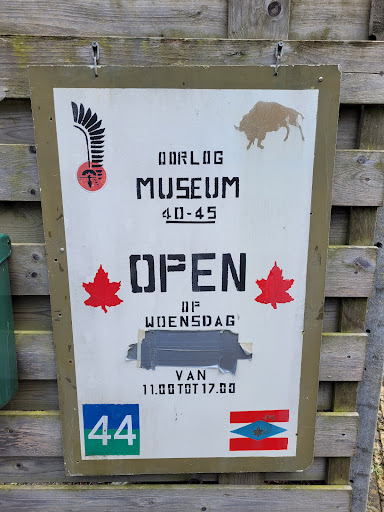 OORLOG
MUSEUM
40-45
OPEN
OP
WOENSDAG
VAN
11.00 TOT 17.00
44